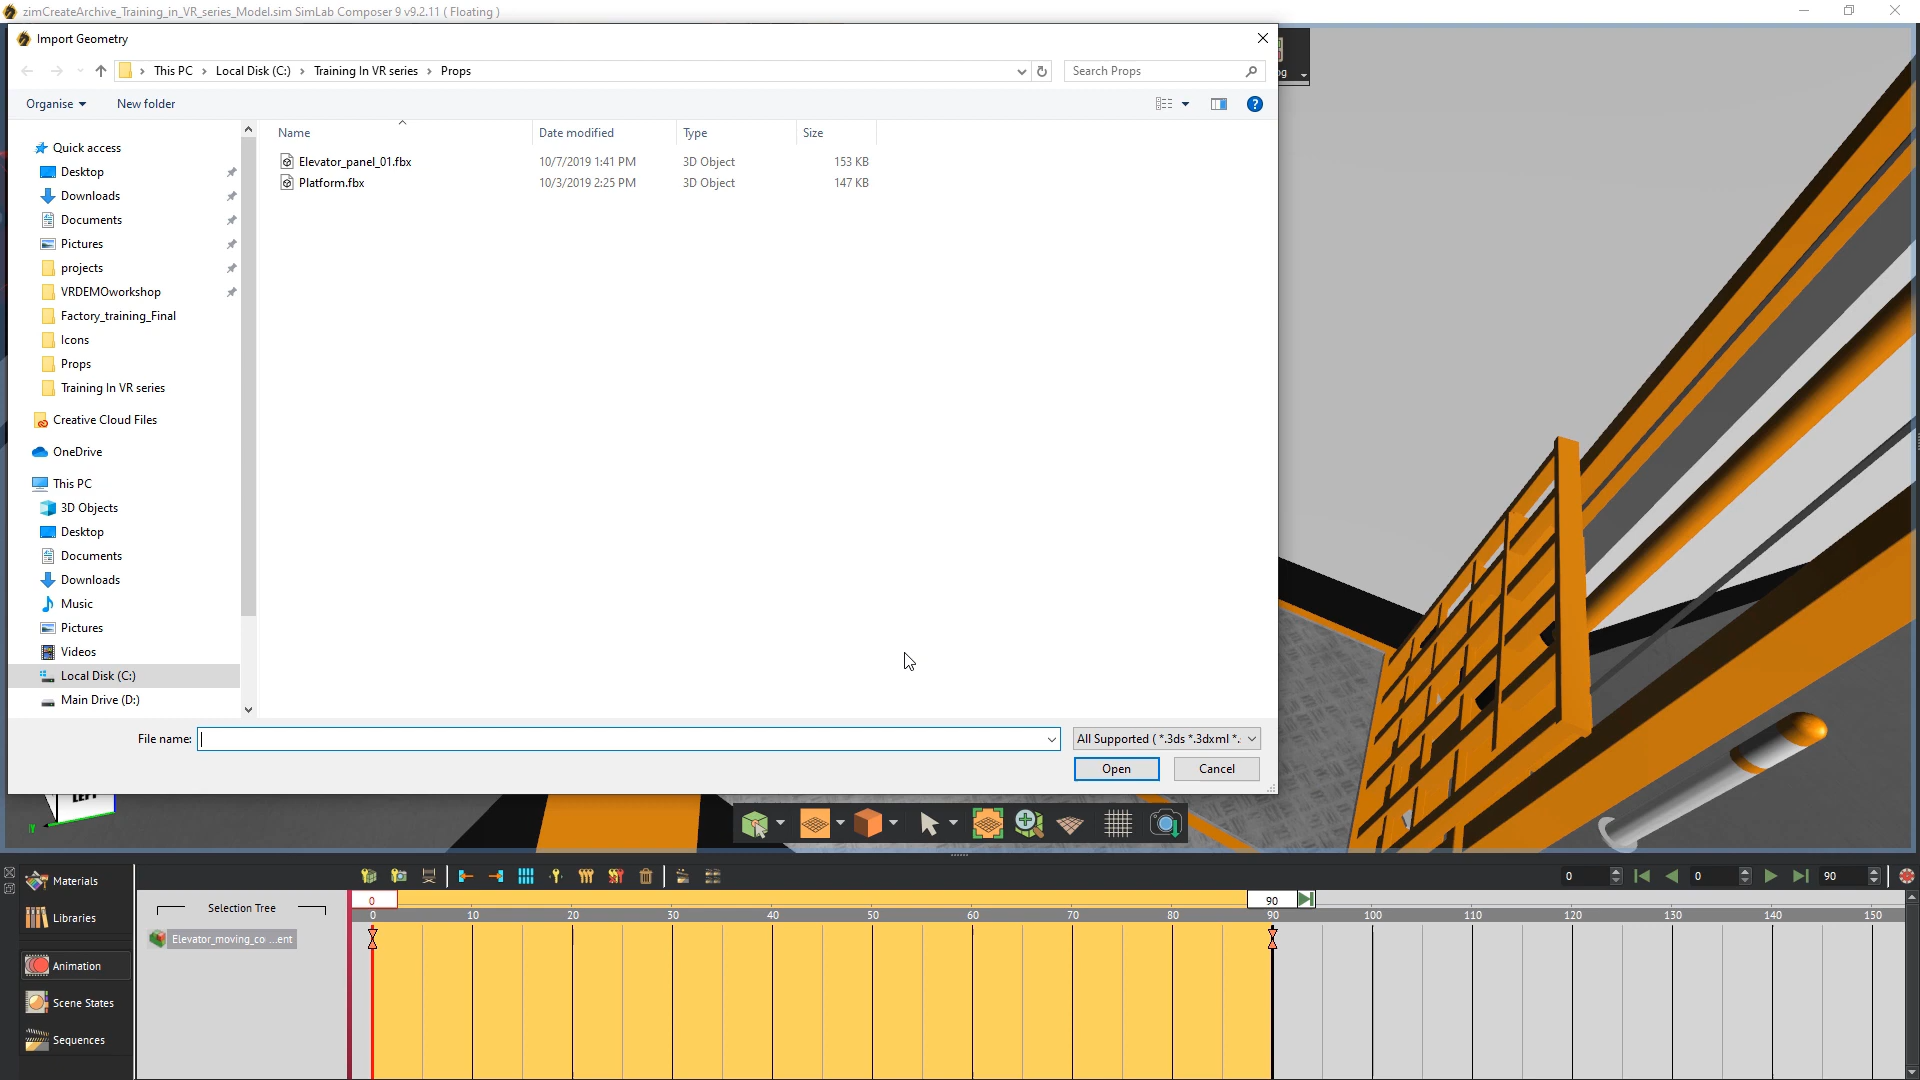 zimCreateArchive_Training_in_VR_series_Model.sim SimLab Composer 9 v9.2.11 ( Floating )
Import Geometry
This PC > Local Disk (C:) > Training In VR series > Props
Search Props
Organise
New folder
Name
Date modified
Type
Size
Elevator_panel_01.fbx 10/7/2019 1:41 PM 3D Object 153 KB
Platform.fbx 10/3/2019 2:25 PM 3D Object 147 KB
Quick access
Desktop
Downloads
Documents
Pictures
projects
VRDEMOworkshop
Factory_training_Final
Icons
Props
Training In VR series
Creative Cloud Files
OneDrive
This PC
3D Objects
Desktop
Documents
Downloads
Music
Pictures
Videos
Local Disk (C:)
Main Drive (D:)
File name:
All Supported ( *.3ds *.3dxml *.
Open
Cancel
Materials
Libraries
Animation
Scene States
Sequences
Selection Tree
Elevator_moving_co ...ent
0
0
90
0
90
0 10 20 30 40 50 60 70 80 90 100 110 120 130 140 150